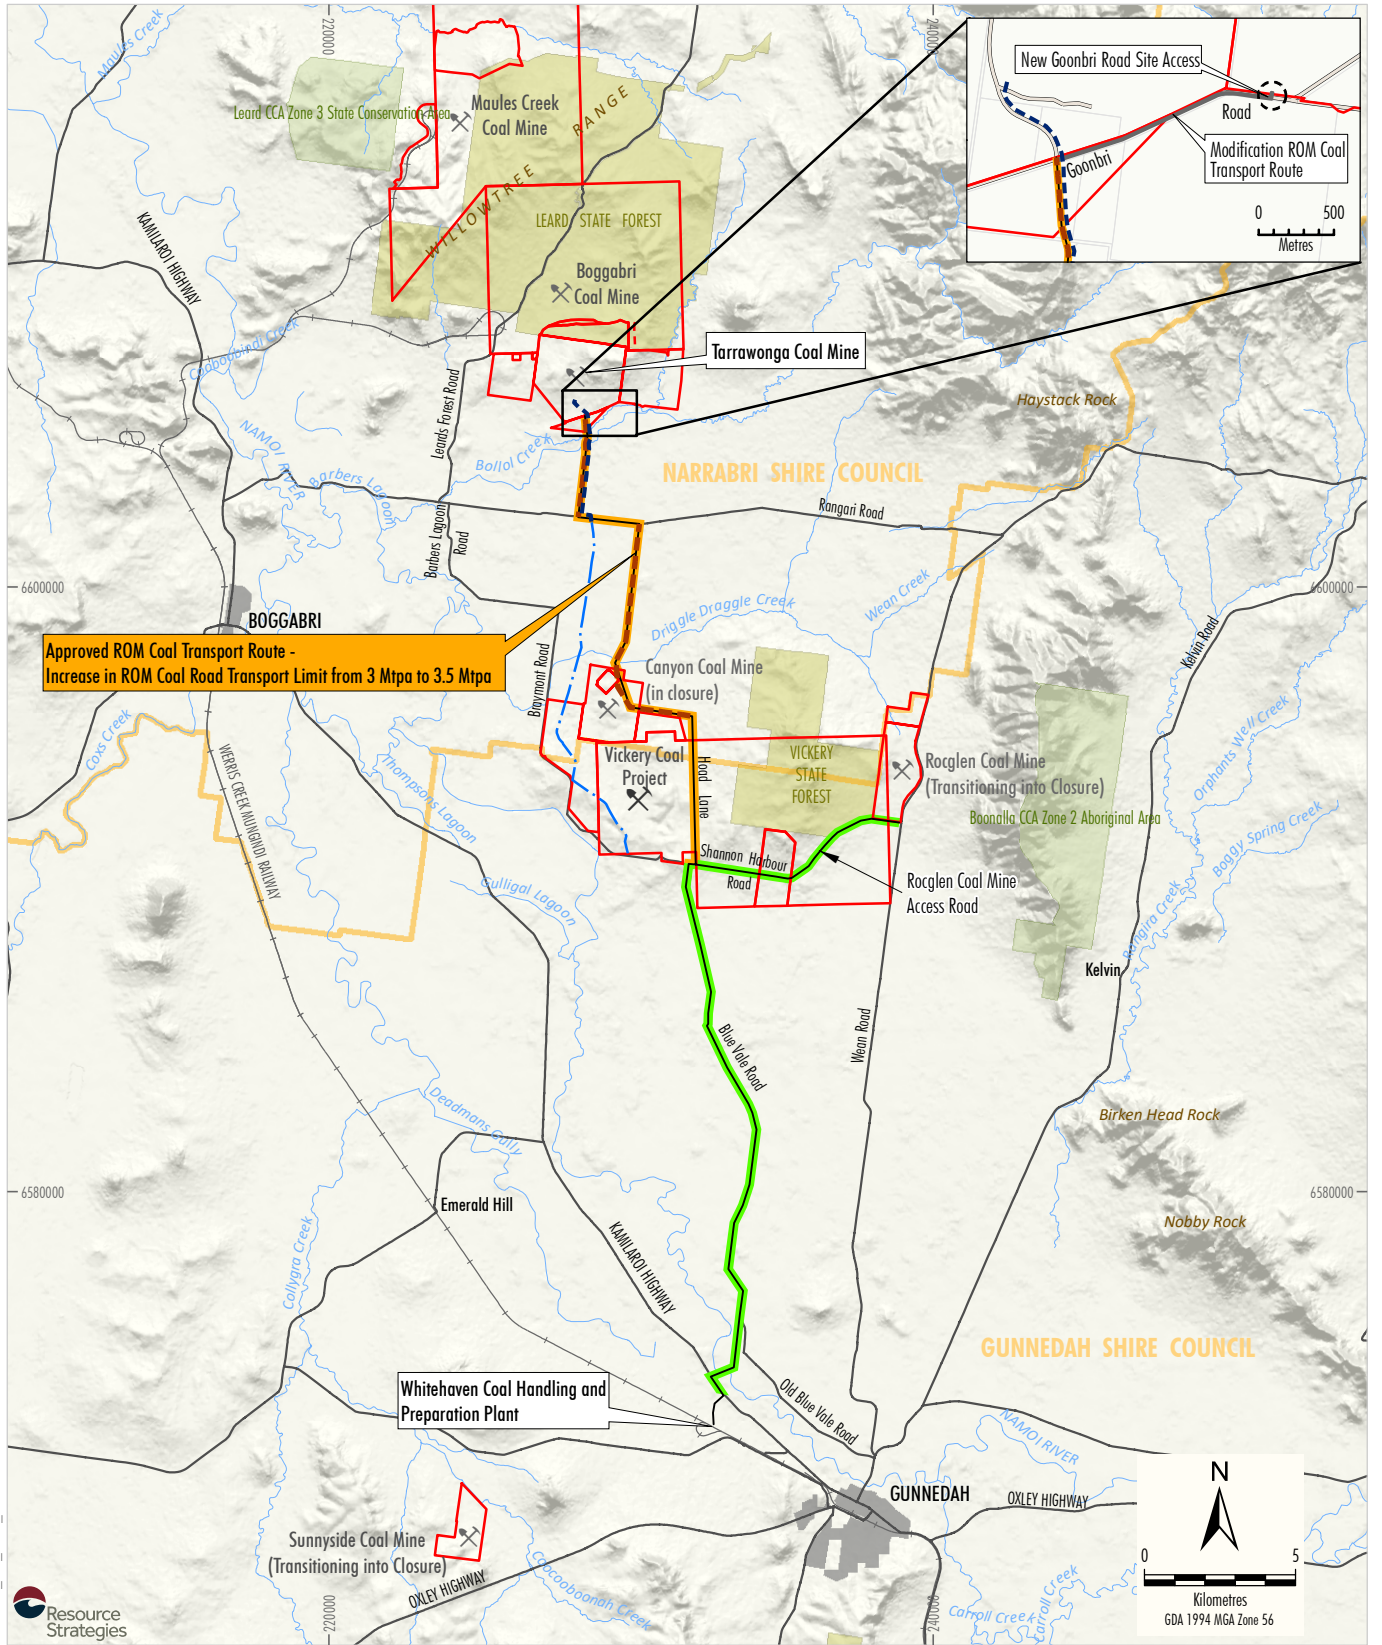 2200000
240000
Maules Creek
Leard CCA Zone 3 State Conservation Area
Maules Creek
Coal Mine
WILLOWTREE RANGE
LEARD STATE FOREST
Boggabri
Coal Mine
New Goonbri Road Site Access
Road
Goonbri
Modification ROM Coal
Transport Route
0 500
Metres
KAMILAROI HIGHWAY
Tarrawonga Coal Mine
Leards Forest Road
Haystack Rock
NAMOI RIVER
Barbers Lagoon
Bollol Creek
NARRABRI SHIRE COUNCIL
Rangari Road
Barbers Lagoon
Road
6600000
6600000
BOGGABRI
Driggle Draggle Creek
Wean Creek
Kelvin Road
Approved ROM Coal Transport Route -
Increase in ROM Coal Road Transport Limit from 3 Mtpa to 3.5 Mtpa
Braymont Road
Canyon Coal Mine
(in closure)
Coxs Creek
WERRIS CREEK MUNGINDI RAILWAY
Thompsons Lagoon
Vickery Coal
Project
Hoad Lane
VICKERY
STATE
FOREST
Rocglen Coal Mine
(Transitioning into Closure)
Orphants Well Creek
Boonalla CCA Zone 2 Aboriginal Area
Boggy Spring Creek
Shannon Harbour
Road
Gulligal Lagoon
Rocglen Coal Mine
Access Road
Rangira Creek
Kelvin
Blue Vale Road
Wean Road
Deadmans Gully
Birken Head Rock
6580000
6580000
Emerald Hill
Nobby Rock
Collygra Creek
KAMILAROI HIGHWAY
GUNNEDAH SHIRE COUNCIL
Whitehaven Coal Handling and
Preparation Plant
Old Blue Vale Road
NAMOI RIVER
GUNNEDAH
OXLEY HIGHWAY
Sunnyside Coal Mine
(Transitioning into Closure)
OXLEY HIGHWAY
Coocooboonah Creek
Carroll Creek
Carroll Creek
N
0 5
Kilometres
GDA 1994 MGA Zone 56
220000
240000
Resource
Strategies